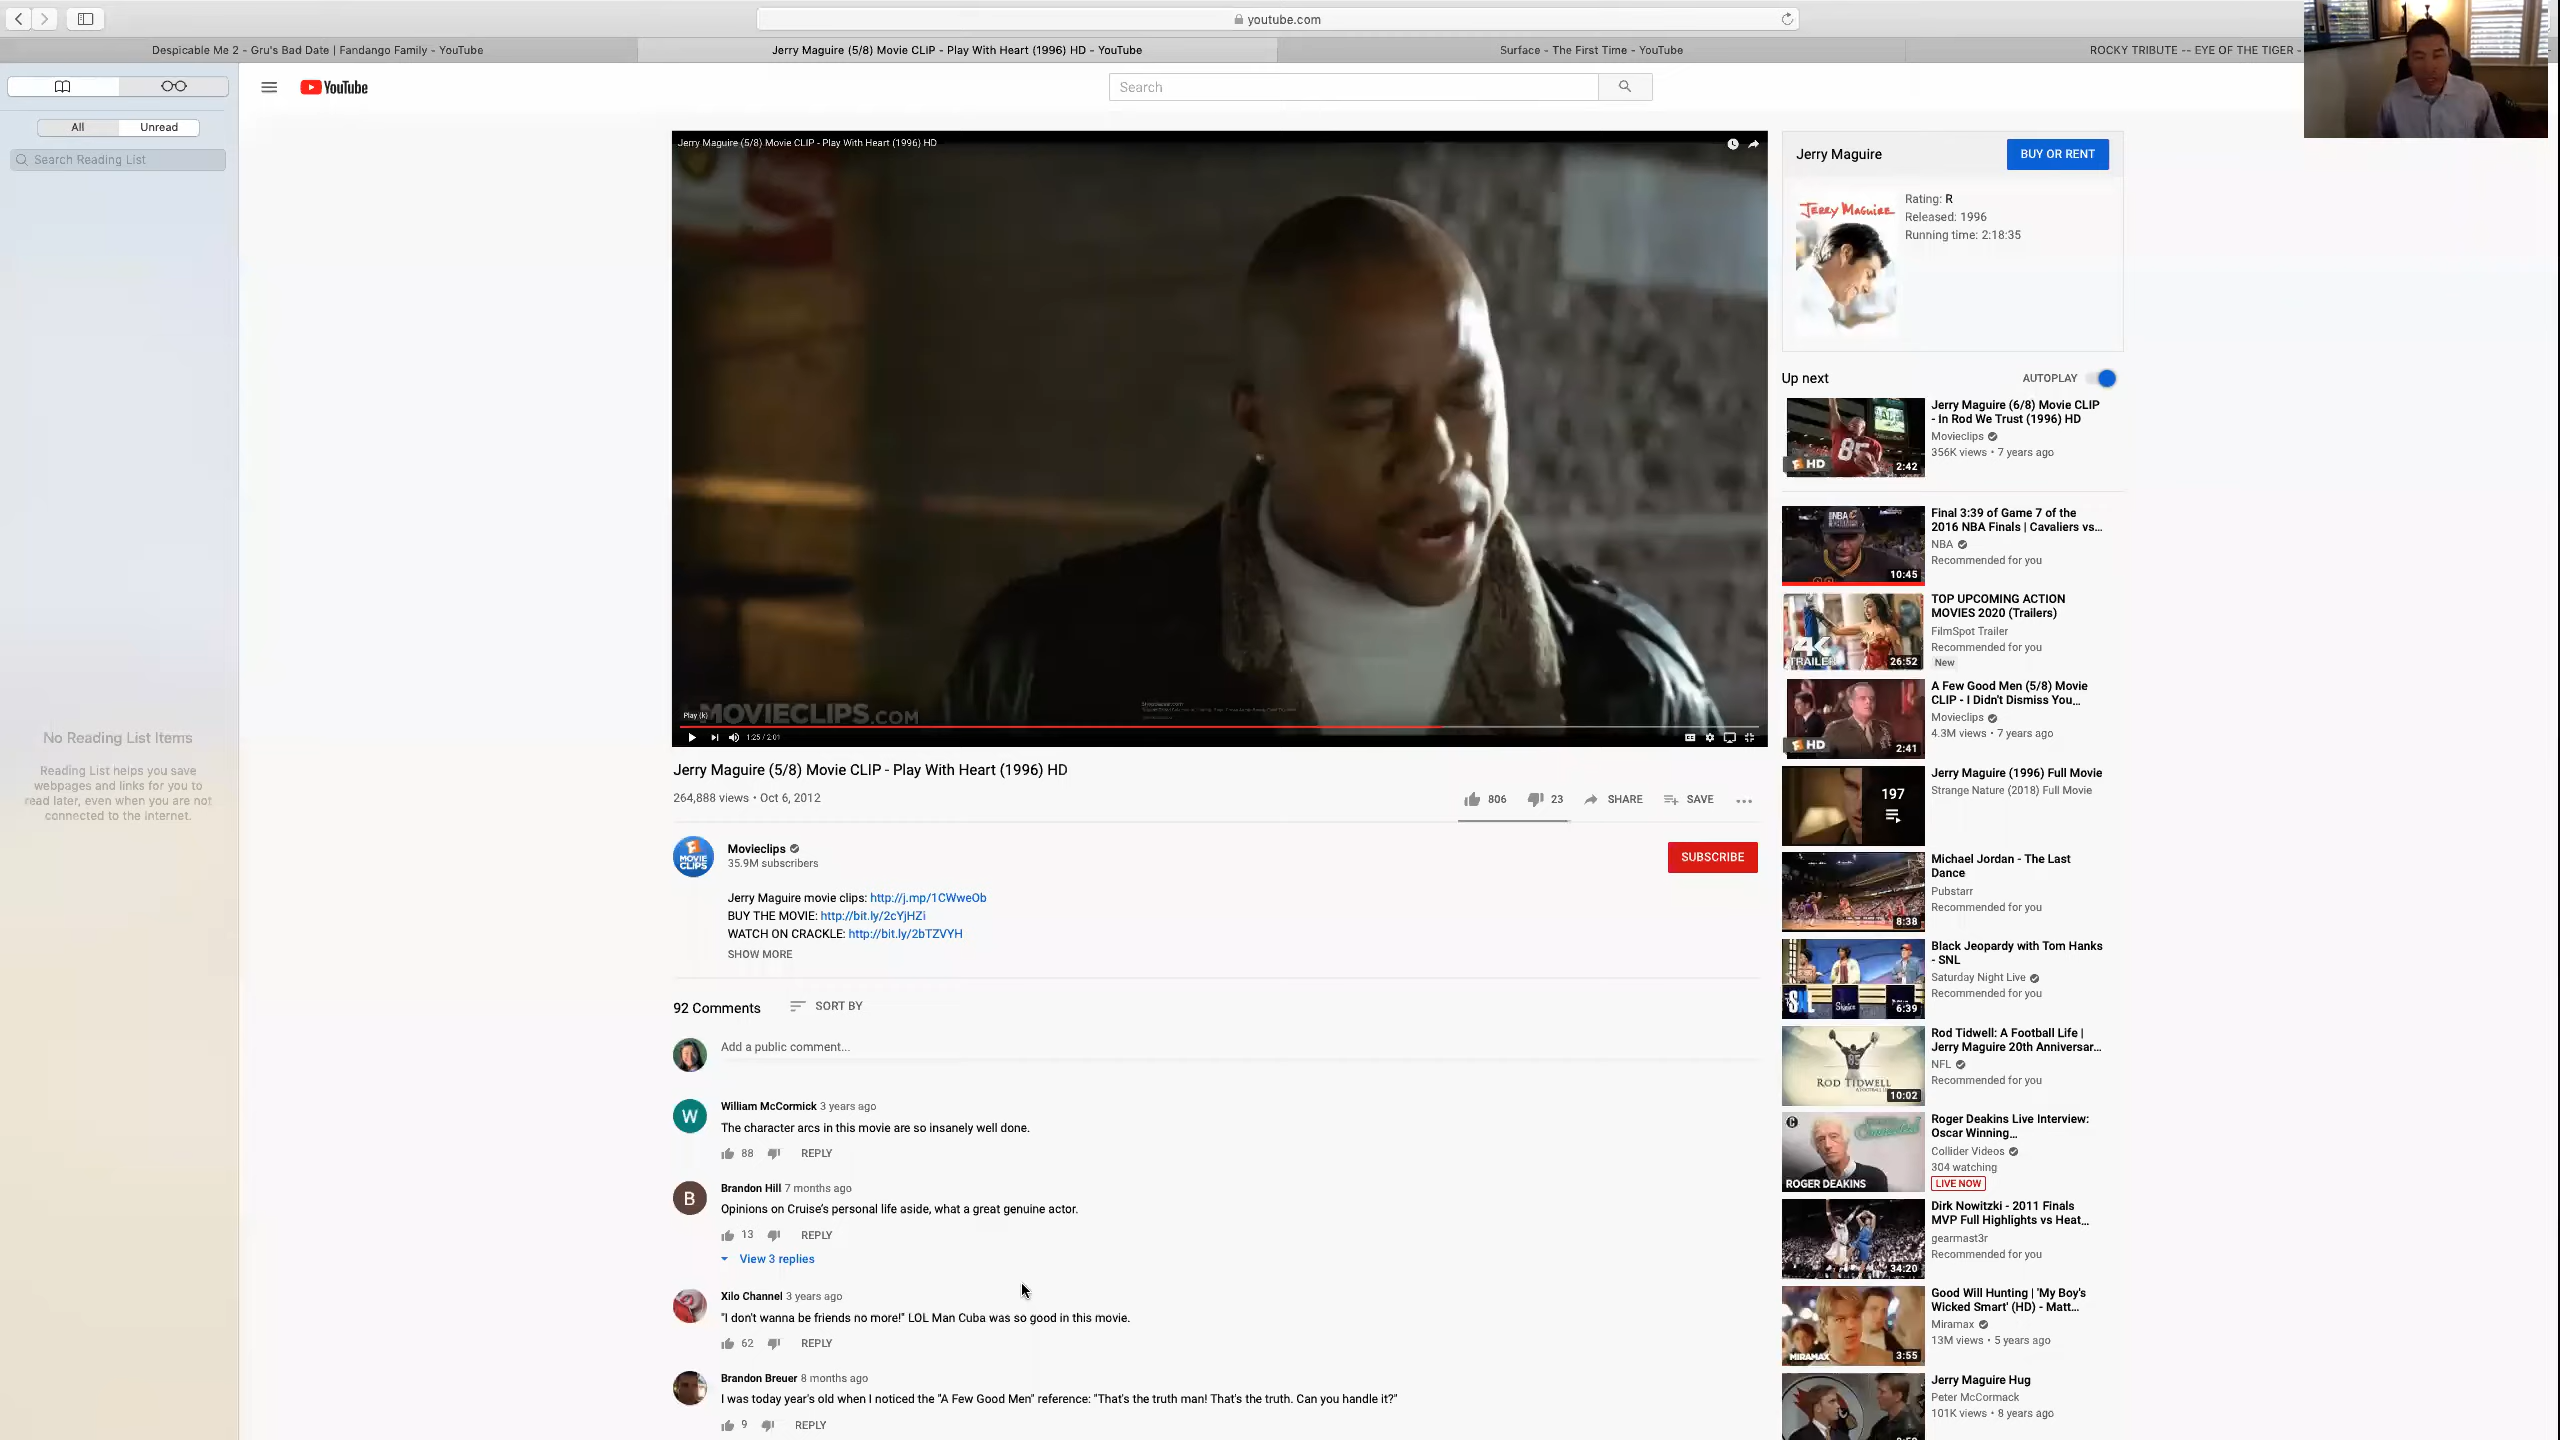 youtube.com
Despicable Me 2 - Gru's Bad Date | Fandango Family - YouTube
Jerry Maguire (5/8) Movie CLIP - Play With Heart (1996) HD - YouTube
Surface - The First Time - YouTube
ROCKY TRIBUTE -- EYE OF THE TIGER -
YouTube
Search
All
Unread
Search Reading List
No Reading List Items
Reading List helps you save
webpages and links for you to
read later, even when you are not
connected to the internet.
Jerry Maguire (5/8) Movie CLIP - Play With Heart (1996) HD
Play (k)
MOVIECLIPS.COM
1:25 / 2:01
Jerry Maguire (5/8) Movie CLIP - Play With Heart (1996) HD
264,888 views • Oct 6, 2012
806
23
SHARE
SAVE
MOVIE
CLIPS
Movieclips
35.9M subscribers
SUBSCRIBE
Jerry Maguire movie clips: http://j.mp/1CWweOb
BUY THE MOVIE: http://bit.ly/2cYjHZi
WATCH ON CRACKLE: http://bit.ly/2bTZVYH
SHOW MORE
92 Comments
SORT BY
Add a public comment...
W
William McCormick 3 years ago
The character arcs in this movie are so insanely well done.
88
REPLY
B
Brandon Hill 7 months ago
Opinions on Cruise's personal life aside, what a great genuine actor.
13
REPLY
View 3 replies
Xilo Channel 3 years ago
"I don't wanna be friends no more!" LOL Man Cuba was so good in this movie.
62
REPLY
Brandon Breuer 8 months ago
I was today year's old when I noticed the "A Few Good Men" reference: "That's the truth man! That's the truth. Can you handle it?"
9
REPLY
Jerry Maguire
BUY OR RENT
JERRY MAGUIRE
Rating: R
Released: 1996
Running time: 2:18:35
Up next
AUTOPLAY
85
HD
2:42
Jerry Maguire (6/8) Movie CLIP
- In Rod We Trust (1996) HD
Movieclips
356K views • 7 years ago
NBA
10:45
Final 3:39 of Game 7 of the
2016 NBA Finals | Cavaliers vs...
NBA
Recommended for you
4K
TRAILER
26:52
TOP UPCOMING ACTION
MOVIES 2020 (Trailers)
FilmSpot Trailer
Recommended for you
New
HD
2:41
A Few Good Men (5/8) Movie
CLIP - I Didn't Dismiss You...
Movieclips
4.3M views • 7 years ago
197
Jerry Maguire (1996) Full Movie
Strange Nature (2018) Full Movie
8:38
Michael Jordan - The Last
Dance
Pubstarr
Recommended for you
6:39
Black Jeopardy with Tom Hanks
- SNL
Saturday Night Live
Recommended for you
85
ROD TIDWELL
10:02
Rod Tidwell: A Football Life |
Jerry Maguire 20th Anniversar...
NFL
Recommended for you
ROGER DEAKINS
Roger Deakins Live Interview:
Oscar Winning...
Collider Videos
304 watching
LIVE NOW
34:20
Dirk Nowitzki - 2011 Finals
MVP Full Highlights vs Heat...
gearmast3r
Recommended for you
MIRAMAX
3:55
Good Will Hunting | 'My Boy's
Wicked Smart' (HD) - Matt...
Miramax
13M views • 5 years ago
Jerry Maguire Hug
Peter McCormack
101K views • 8 years ago